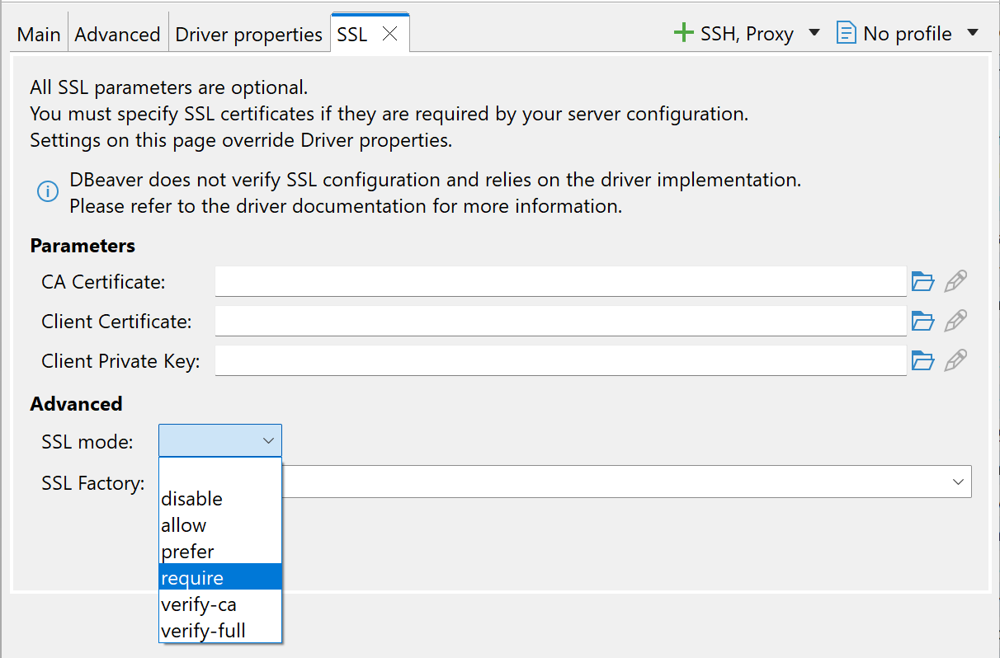 Main Advanced Driver properties SSL SSH, Proxy No profile
All SSL parameters are optional.
You must specify SSL certificates if they are required by your server configuration.
Settings on this page override Driver properties.
DBeaver does not verify SSL configuration and relies on the driver implementation.
Please refer to the driver documentation for more information.
Parameters
CA Certificate:
Client Certificate:
Client Private Key:
Advanced
SSL mode:
SSL Factory:
disable
allow
prefer
require
verify-ca
verify-full